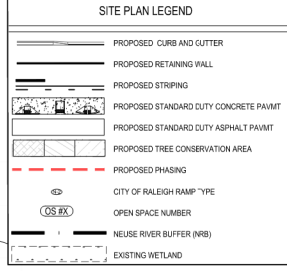 SITE PLAN LEGEND
PROPOSED CURB AND GUTTER
PROPOSED RETAINING WALL
PROPOSED STRIPING
PROPOSED STANDARD DUTY CONCRETE PAVMT
PROPOSED STANDARD DUTY ASPHALT PAVMT
PROPOSED TREE CONSERVATION AREA
PROPOSED PHASING
CITY OF RALEIGH RAMP TYPE
OS #X OPEN SPACE NUMBER
NEUSE RIVER BUFFER (NRB)
EXISTING WETLAND